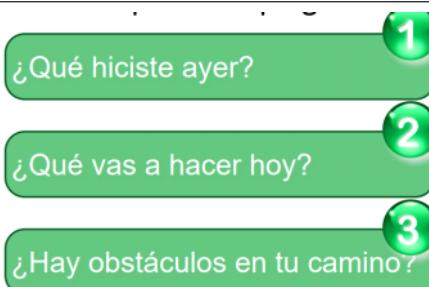 1
¿Qué hiciste ayer?
2
¿Qué vas a hacer hoy?
3
¿Hay obstáculos en tu camino?